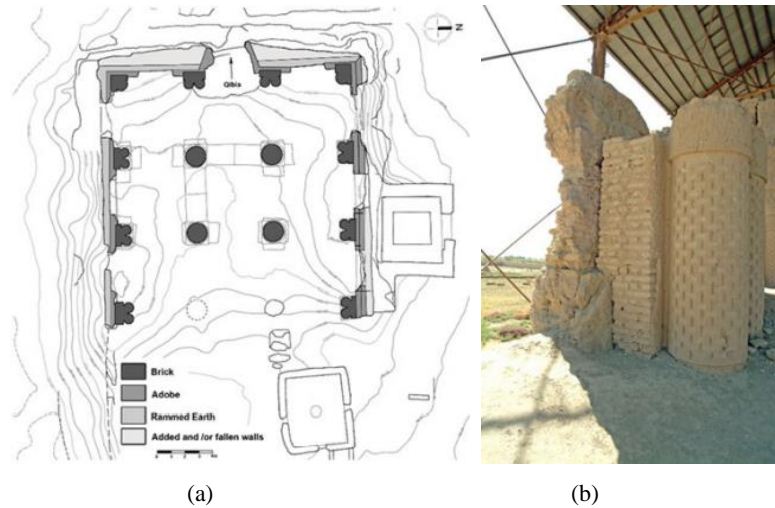 N
Qibla
Brick
Adobe
Rammed Earth
Added and /or fallen walls
(a)
(b)